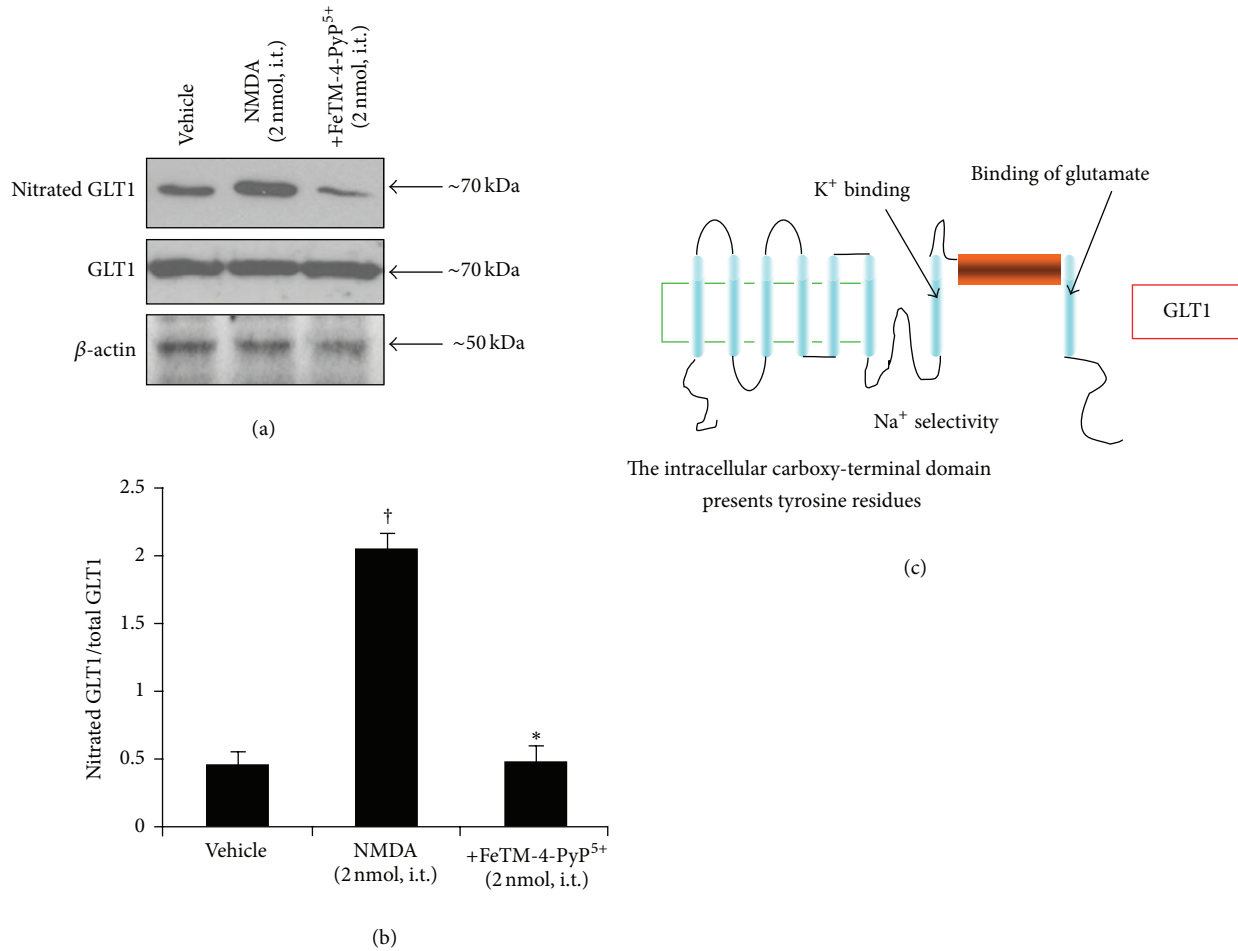 Vehicle
NMDA
(2 nmol, i.t.)
+FeTM-4-PyP5+
(2 nmol, i.t.)
Nitrated GLT1
~70 kDa
GLT1
~70 kDa
β-actin
~50 kDa
(a)
2.5
2
1.5
1
0.5
0
Nitrated GLT1/total GLT1
†
*
Vehicle
NMDA
(2 nmol, i.t.)
+FeTM-4-PyP5+
(2 nmol, i.t.)
(b)
K+ binding
Binding of glutamate
GLT1
Na+ selectivity
The intracellular carboxy-terminal domain
presents tyrosine residues
(c)